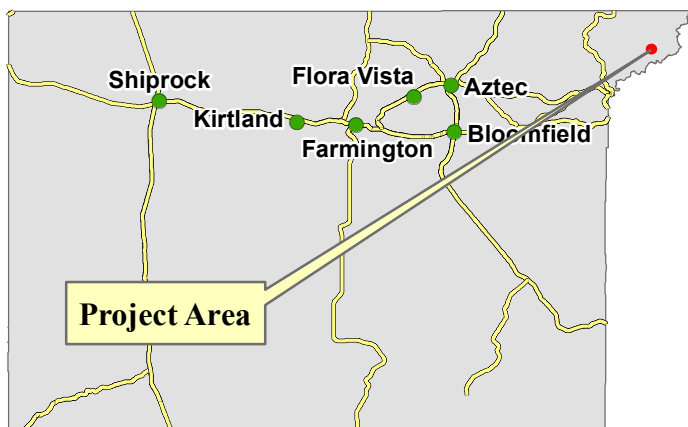 Shiprock
Flora Vista
Aztec
Kirtland
Farmington
Bloomfield
Project Area